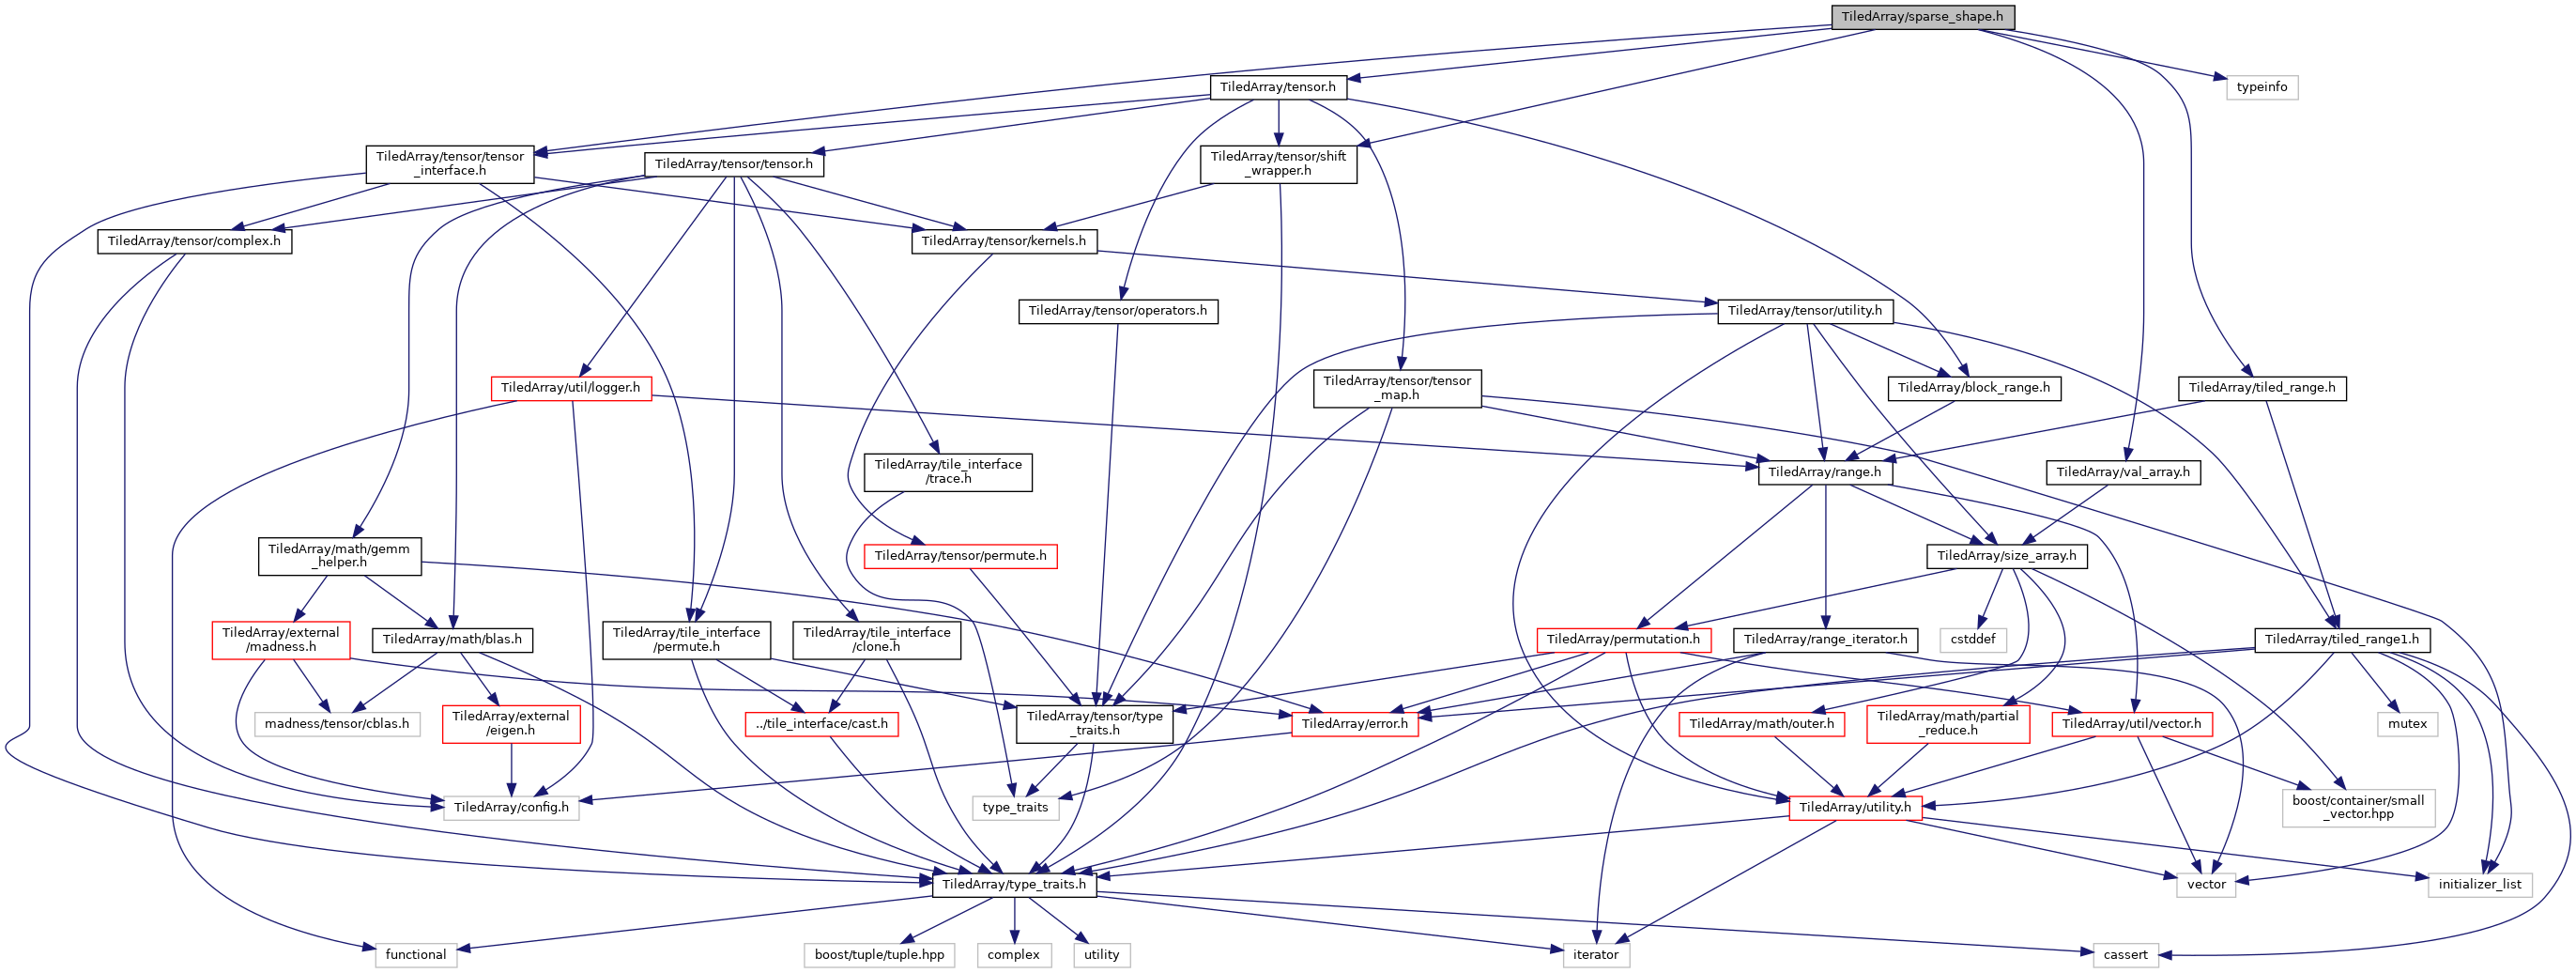 TiledArray/sparse_shape.h
TiledArray/tensor.h
typeinfo
TiledArray/tensor/tensor
_interface.h
TiledArray/tensor/tensor.h
TiledArray/tensor/shift
_wrapper.h
TiledArray/tensor/complex.h
TiledArray/tensor/kernels.h
TiledArray/tensor/operators.h
TiledArray/tensor/utility.h
TiledArray/util/logger.h
TiledArray/tensor/tensor
_map.h
TiledArray/block_range.h
TiledArray/tiled_range.h
TiledArray/tile_interface
/trace.h
TiledArray/range.h
TiledArray/val_array.h
TiledArray/math/gemm
_helper.h
TiledArray/tensor/permute.h
TiledArray/size_array.h
TiledArray/external
/madness.h
TiledArray/math/blas.h
TiledArray/tile_interface
/permute.h
TiledArray/tile_interface
/clone.h
TiledArray/permutation.h
TiledArray/range_iterator.h
cstddef
TiledArray/tiled_range1.h
madness/tensor/cblas.h
TiledArray/external
/eigen.h
../tile_interface/cast.h
TiledArray/tensor/type
_traits.h
TiledArray/error.h
TiledArray/math/outer.h
TiledArray/math/partial
_reduce.h
TiledArray/util/vector.h
mutex
TiledArray/config.h
type_traits
TiledArray/utility.h
boost/container/small
_vector.hpp
TiledArray/type_traits.h
vector
initializer_list
functional
boost/tuple/tuple.hpp
complex
utility
iterator
cassert